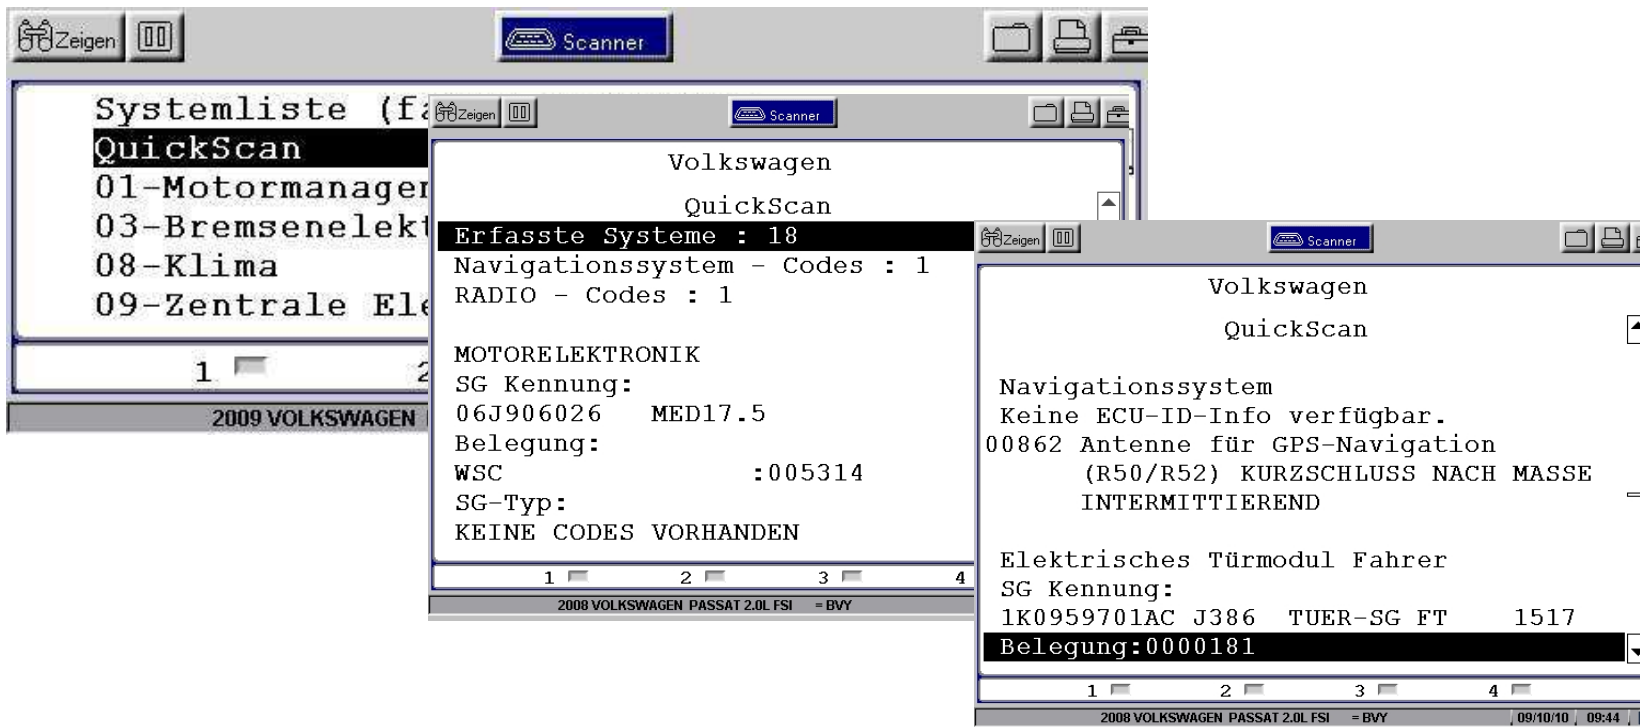 Zeigen
Scanner
Systemliste (fa
QuickScan
01-Motormanager
03-Bremsenelekt
08-Klima
09-Zentrale Ele
1 2
2009 VOLKSWAGEN
Zeigen
Scanner
Volkswagen
QuickScan
Erfasste Systeme : 18
Navigationssystem - Codes : 1
RADIO - Codes : 1
MOTORELEKTRONIK
SG Kennung:
06J906026 MED17.5
Belegung:
WSC :005314
SG-Typ:
KEINE CODES VORHANDEN
1 2 3 4
2008 VOLKSWAGEN PASSAT 2.0L FSI = BVY
Zeigen
Scanner
Volkswagen
QuickScan
Navigationssystem
Keine ECU-ID-Info verfügbar.
00862 Antenne für GPS-Navigation
(R50/R52) KURZSCHLUSS NACH MASSE
INTERMITTIEREND
Elektrisches Türmodul Fahrer
SG Kennung:
1K0959701AC J386 TUER-SG FT 1517
Belegung:0000181
1 2 3 4
2008 VOLKSWAGEN PASSAT 2.0L FSI = BVY 09/10/10 09:44